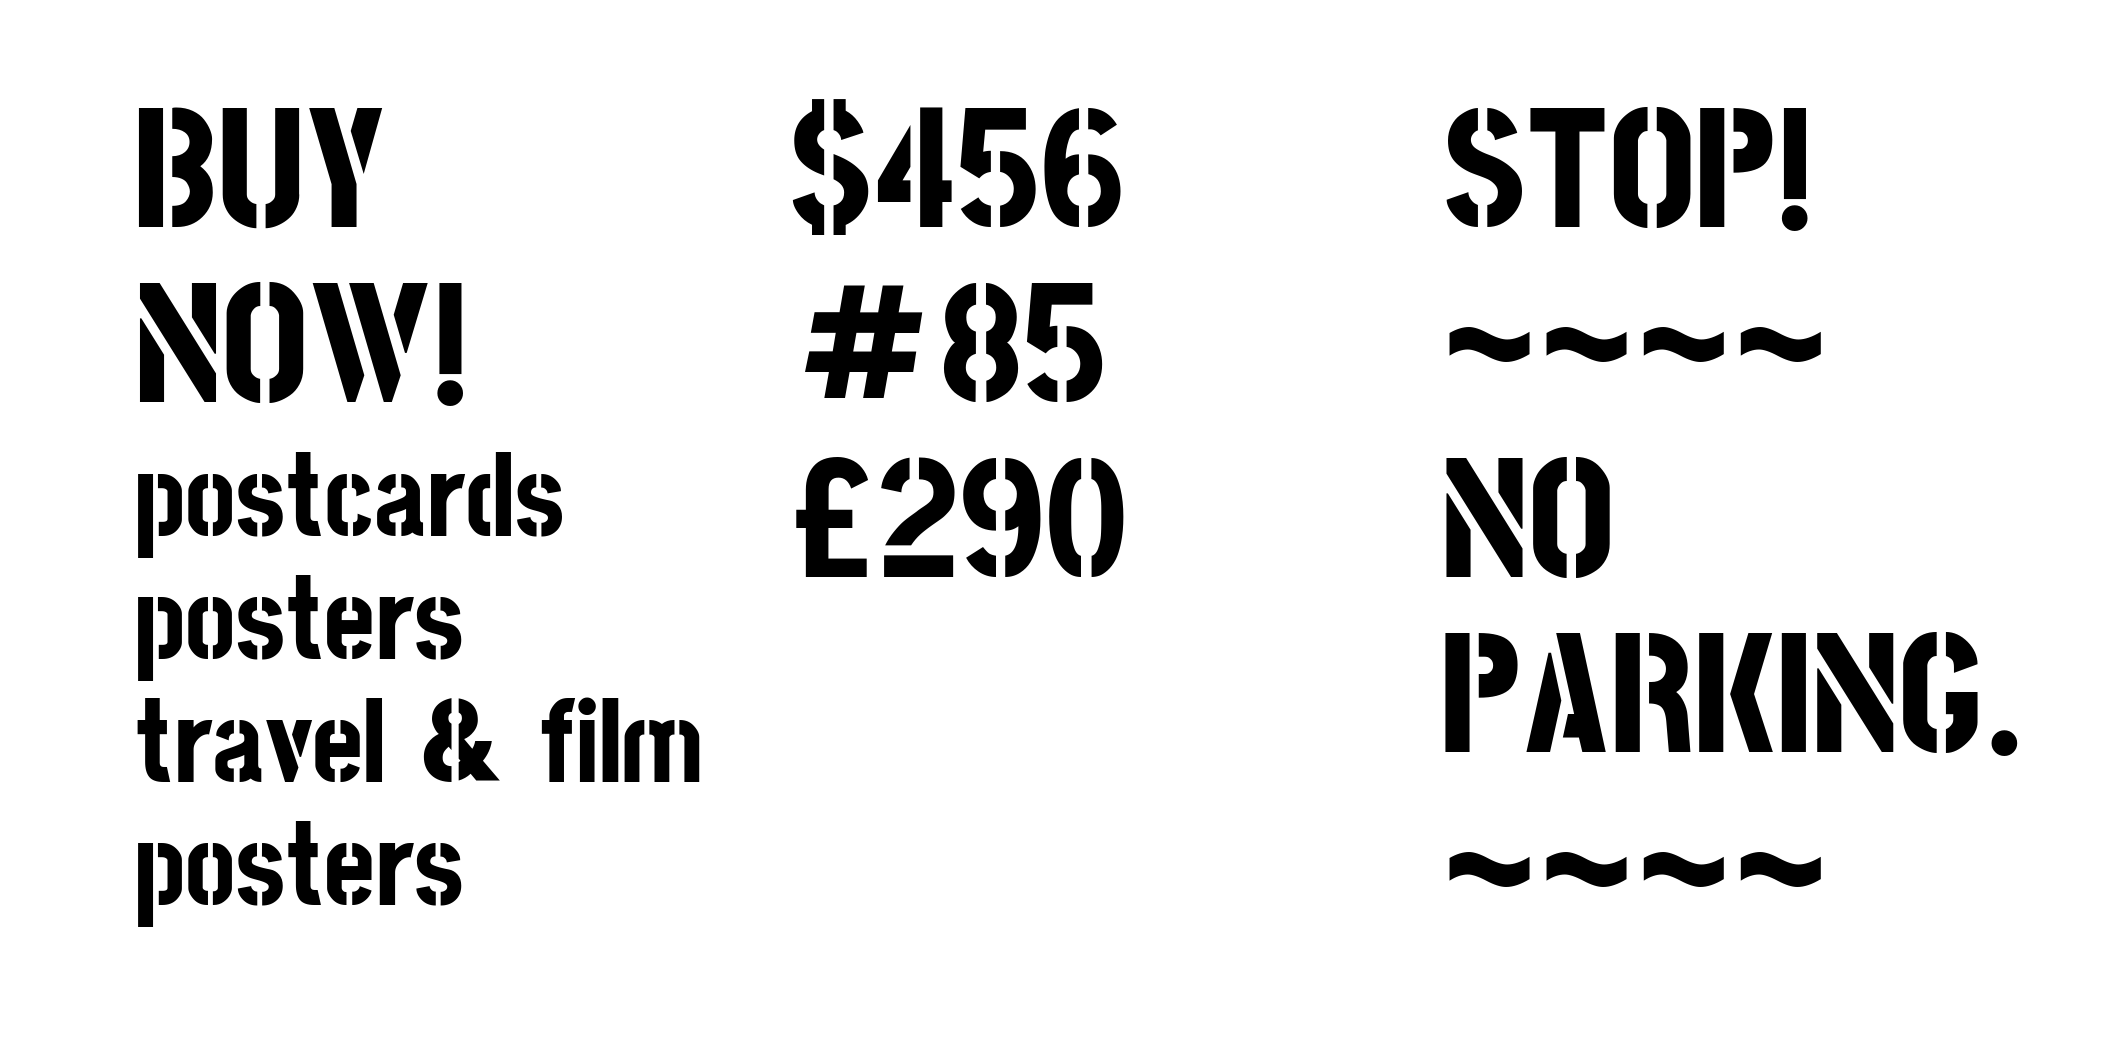 BUY
NOW!
postcards
posters
travel & film
posters
$456
#85
£290
STOP!
~~~~
NO
PARKING.
~~~~